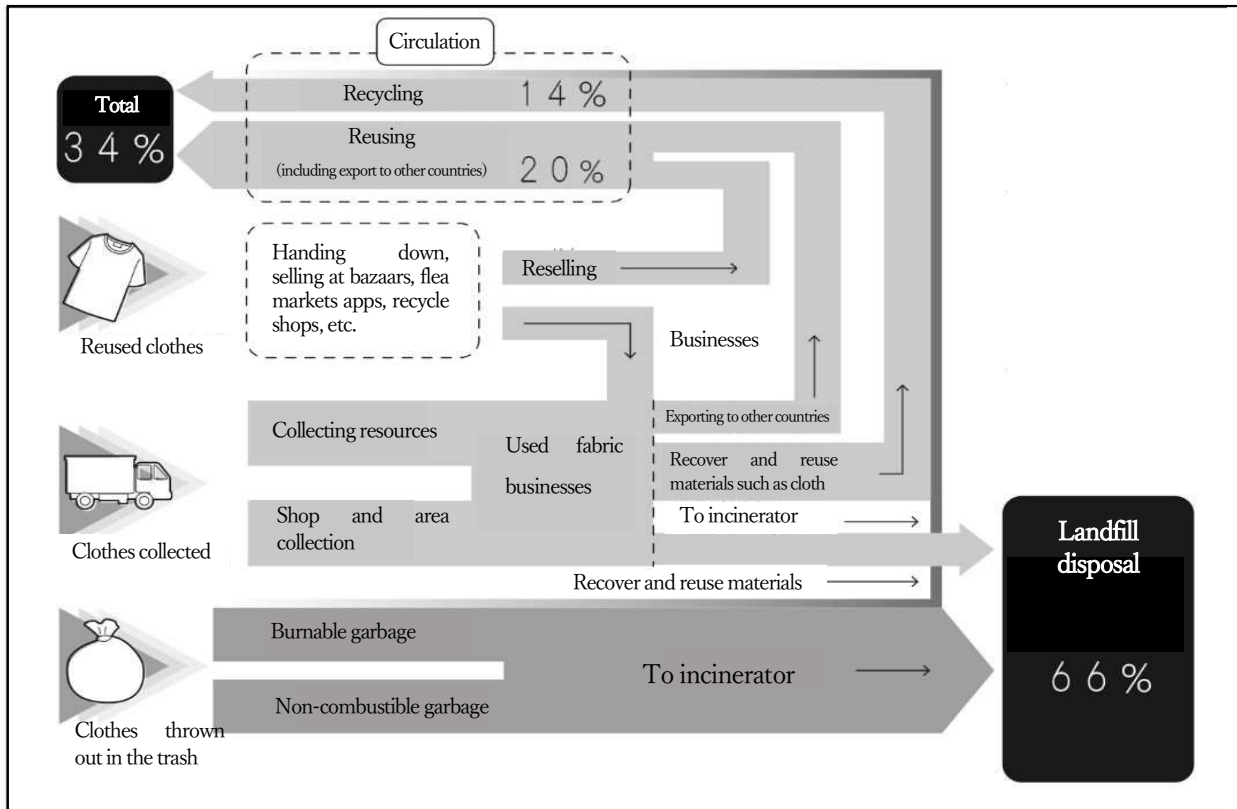 Circulation
Total
34%
Recycling 14%
Reusing
(including export to other countries) 20%
Reused clothes
Handing down,
selling at bazaars, flea
markets apps, recycle
shops, etc.
Reselling
Businesses
Clothes collected
Collecting resources
Shop and area
collection
Used fabric
businesses
Exporting to other countries
Recover and reuse
materials such as cloth
To incinerator
Recover and reuse materials
Landfill
disposal
66%
Clothes thrown
out in the trash
Burnable garbage
Non-combustible garbage
To incinerator